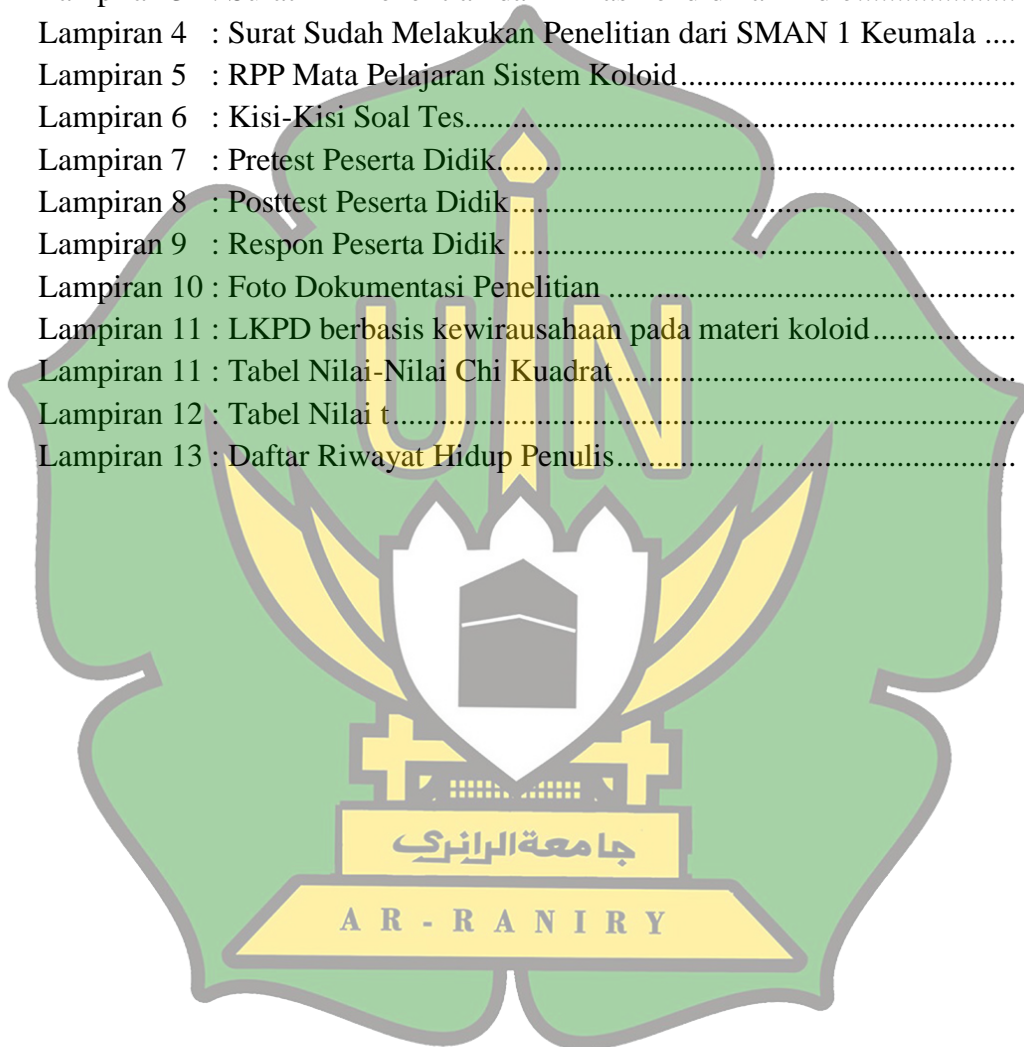 Lampiran 4 : Surat Sudah Melakukan Penelitian dari SMAN 1 Keumala ....
Lampiran 5 : RPP Mata Pelajaran Sistem Koloid..................................
Lampiran 6 : Kisi-Kisi Soal Tes.......................................................
Lampiran 7 : Pretest Peserta Didik...................................................
Lampiran 8 : Posttest Peserta Didik..................................................
Lampiran 9 : Respon Peserta Didik ..................................................
Lampiran 10 : Foto Dokumentasi Penelitian .........................................
Lampiran 11 : LKPD berbasis kewirausahaan pada materi koloid.................
Lampiran 11 : Tabel Nilai-Nilai Chi Kuadrat........................................
Lampiran 12 : Tabel Nilai t..............................................................
Lampiran 13 : Daftar Riwayat Hidup Penulis........................................
UIN
جامعة الرانري
AR-RANIRY